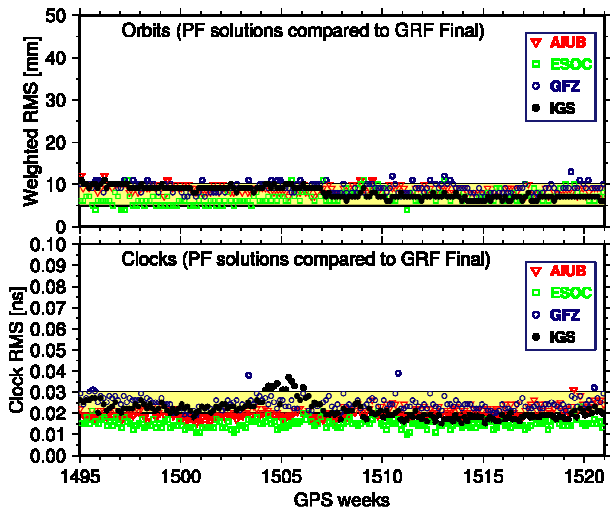 Orbits (PF solutions compared to GRF Final)
Weighted RMS [mm]
50
40
30
20
10
0
AIUB
ESOC
GFZ
IGS
Clocks (PF solutions compared to GRF Final)
Clock RMS [ns]
0.10
0.09
0.08
0.07
0.06
0.05
0.04
0.03
0.02
0.01
0.00
AIUB
ESOC
GFZ
IGS
1495 1500 1505 1510 1515 1520
GPS weeks